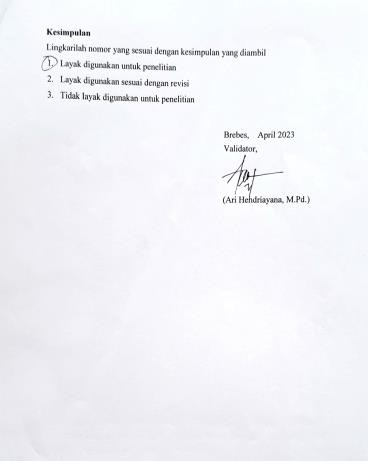 Kesimpulan
Lingkarilah nomor yang sesuai dengan kesimpulan yang diambil
1. Layak digunakan untuk penelitian
2. Layak digunakan sesuai dengan revisi
3. Tidak layak digunakan untuk penelitian
Brebes, April 2023
Validator,
(Ari Hendriayana, M.Pd.)